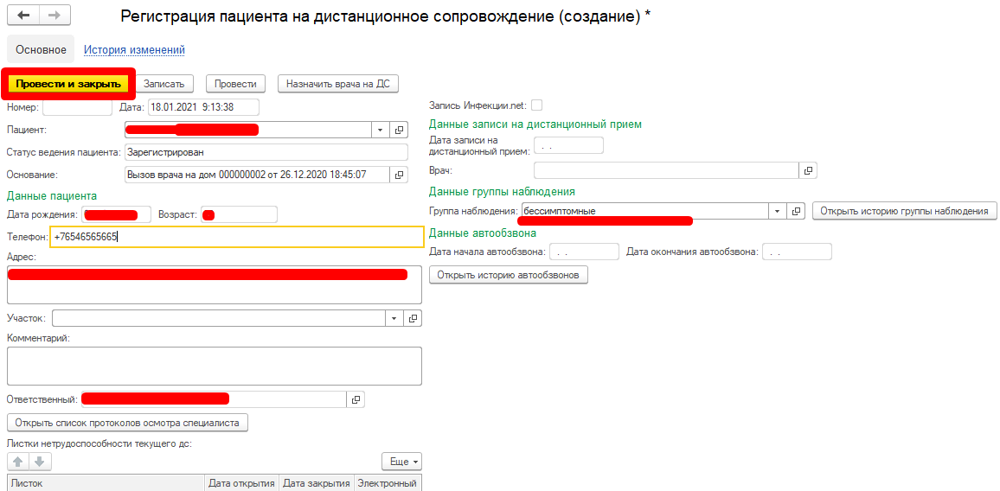 Регистрация пациента на дистанционное сопровождение (создание) *
Основное История изменений
Провести и закрыть Записать Провести Назначить врача на ДС
Номер: Дата: 18.01.2021 9:13:38
Пациент:
Статус ведения пациента: Зарегистрирован
Основание: Вызов врача на дом 000000002 от 26.12.2020 18:45:07
Данные пациента
Дата рождения: Возраст:
Телефон: +76546565665
Адрес:
Участок:
Комментарий:
Ответственный:
Открыть список протоколов осмотра специалиста
Листки нетрудоспособности текущего дс:
Еще
Листок Дата открытия Дата закрытия Электронный
Запись Инфекции.net:
Данные записи на дистанционный прием
Дата записи на
дистанционный прием: . .
Врач:
Данные группы наблюдения
Группа наблюдения: бессимптомные Открыть историю группы наблюдения
Данные автообзвона
Дата начала автообзвона: . . Дата окончания автообзвона: . .
Открыть историю автообзвонов